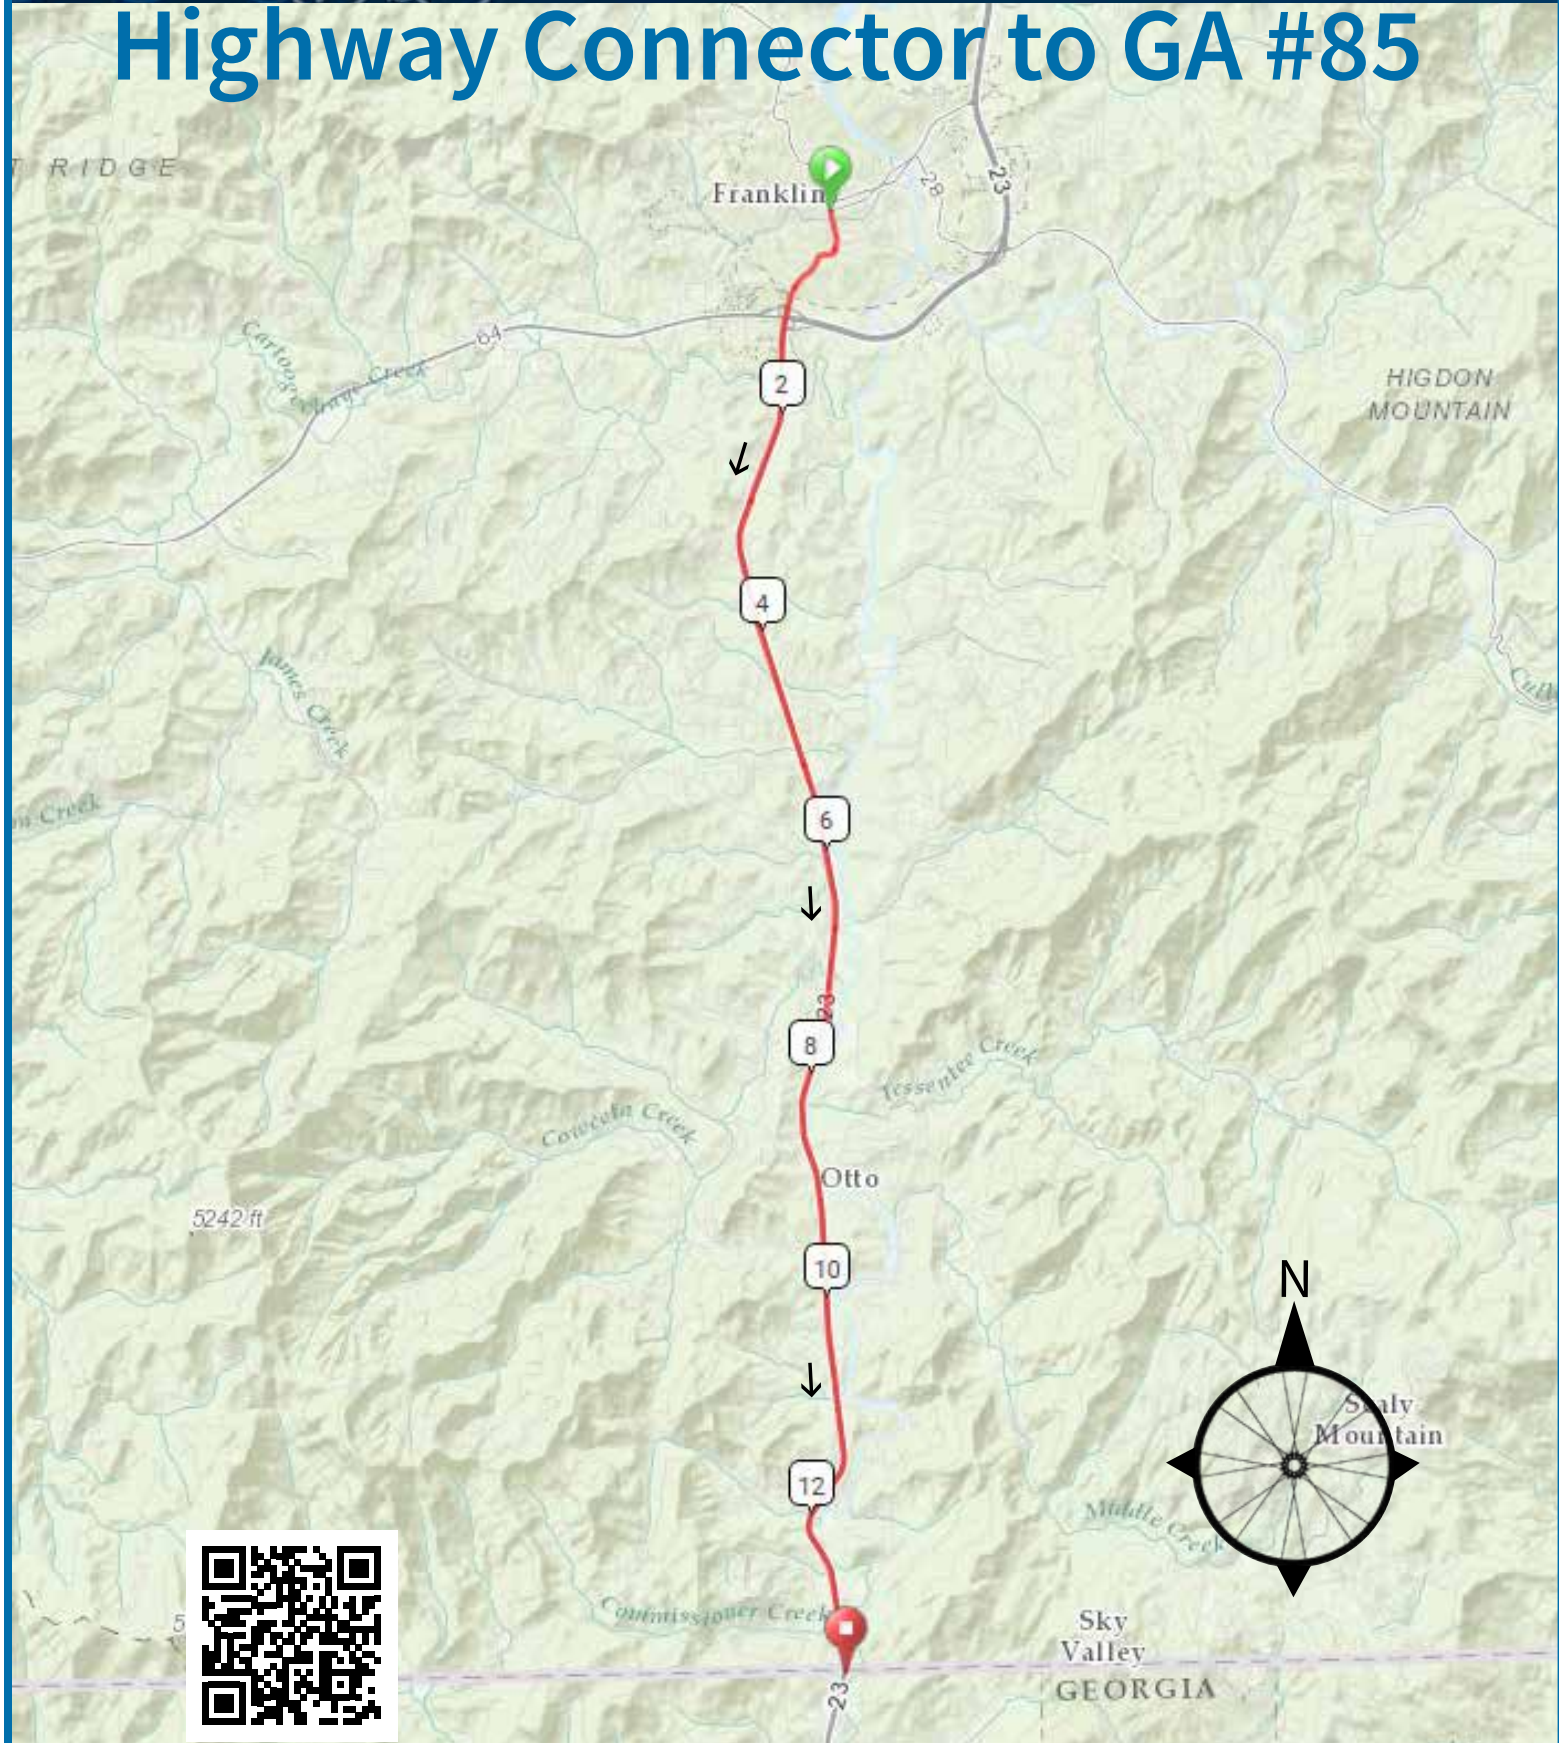 Highway Connector to GA #85
T RIDGE
Franklin
28
23
64
Cartoogechaye Creek
HIGDON
MOUNTAIN
2
4
James Creek
Creek
6
23
8
Tessentee Creek
Coweeta Creek
Otto
5242 ft
10
N
Scaly
Mountain
12
Middle Creek
Commissioner Creek
5
Sky
Valley
GEORGIA
23